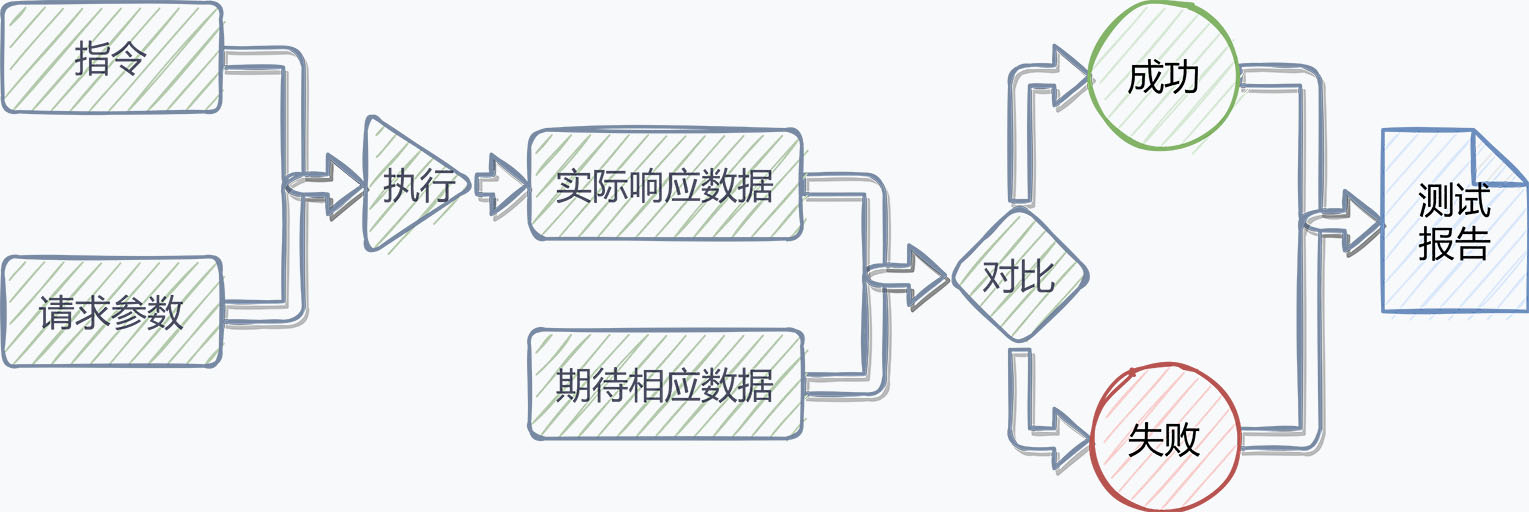 指令
请求参数
执行
实际响应数据
期待相应数据
对比
成功
失败
测试
报告